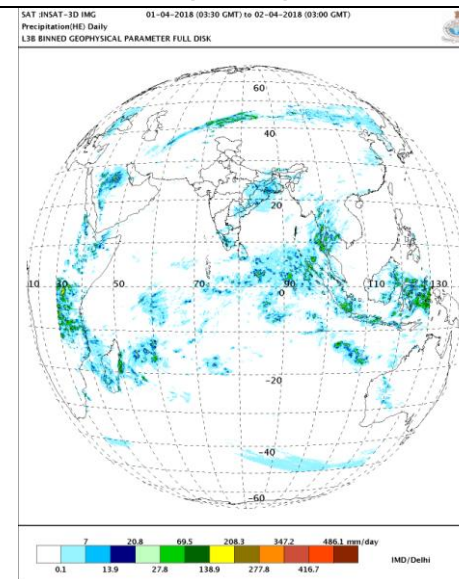 SAT :INSAT-3D IMG 01-04-2018 (03:30 GMT) to 02-04-2018 (03:00 GMT)
Precipitation(HE) Daily
L3B BINNED GEOPHYSICAL PARAMETER FULL DISK
60
40
20
10 30 50 70 90 110 130
0
-20
-40
-60
7 20.8 69.5 208.3 347.2 486.1 mm/day
0.1 13.9 27.8 138.9 277.8 416.7
IMD/Delhi